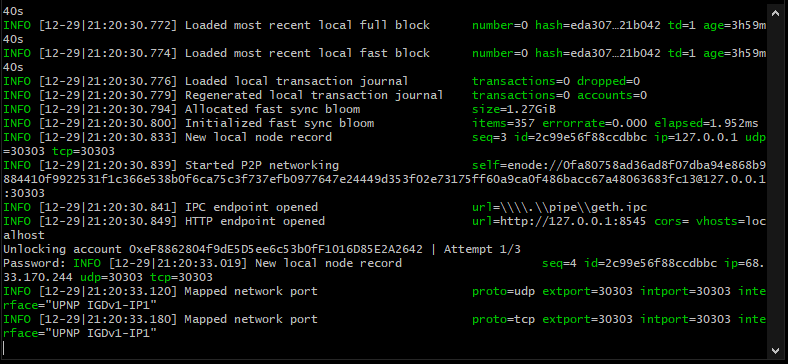 40s
INFO [12-29|21:20:30.772] Loaded most recent local full block number=0 hash=eda307…21b042 td=1 age=3h59m
40s
INFO [12-29|21:20:30.774] Loaded most recent local fast block number=0 hash=eda307…21b042 td=1 age=3h59m
40s
INFO [12-29|21:20:30.776] Loaded local transaction journal transactions=0 dropped=0
INFO [12-29|21:20:30.779] Regenerated local transaction journal transactions=0 accounts=0
INFO [12-29|21:20:30.794] Allocated fast sync bloom size=1.27GiB
INFO [12-29|21:20:30.800] Initialized fast sync bloom items=357 errorrate=0.000 elapsed=1.952ms
INFO [12-29|21:20:30.833] New local node record seq=3 id=2c99e56f88ccdbbc ip=127.0.0.1 udp
=30303 tcp=30303
INFO [12-29|21:20:30.839] Started P2P networking self=enode://0fa80758ad36ad8f07dba94e868b9
884410f9922531f1c366e538b0f6ca75c3f737efb0977647e24449d353f02e73175ff60a9ca0f486bacc67a48063683fc13@127.0.0.1
:30303
INFO [12-29|21:20:30.841] IPC endpoint opened url=\\\\.\\pipe\\geth.ipc
INFO [12-29|21:20:30.849] HTTP endpoint opened url=http://127.0.0.1:8545 cors= vhosts=loc
alhost
Unlocking account 0xeF8862804f9dE5D5ee6c53b0fF1016D85E2A2642 | Attempt 1/3
Password: INFO [12-29|21:20:33.019] New local node record seq=4 id=2c99e56f88ccdbbc ip=68.
33.170.244 udp=30303 tcp=30303
INFO [12-29|21:20:33.120] Mapped network port proto=udp extport=30303 intport=30303 inte
rface="UPNP IGDv1-IP1"
INFO [12-29|21:20:33.180] Mapped network port proto=tcp extport=30303 intport=30303 inte
rface="UPNP IGDv1-IP1"